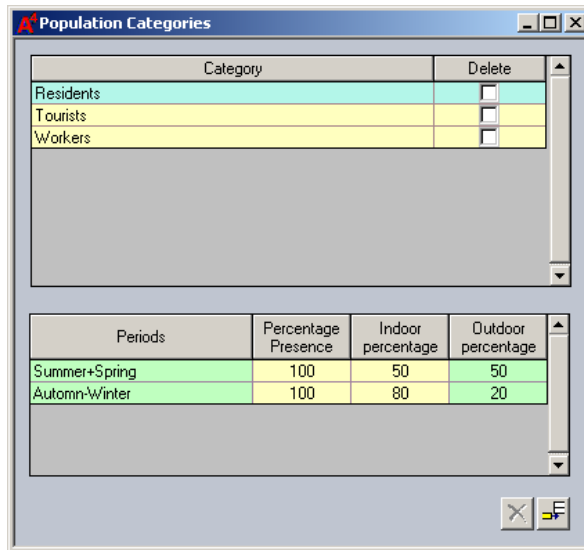 Population Categories
Category Delete
Residents
Tourists
Workers
Periods Percentage Presence Indoor percentage Outdoor percentage
Summer+Spring 100 50 50
Automn-Winter 100 80 20